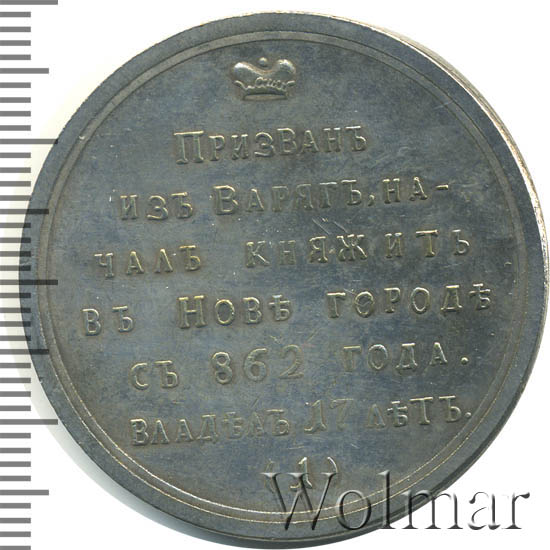 ПРИЗВАНЪ
ИЗЪ ВАРЯГЪ, НА-
ЧАЛЪ КНЯЖИТЬ
ВЪ НОВѢ ГОРОДѢ
СЪ 862 ГОДА.
ВЛАДѢЛЪ 17 ЛѢТЪ.
(1)
Wolmar